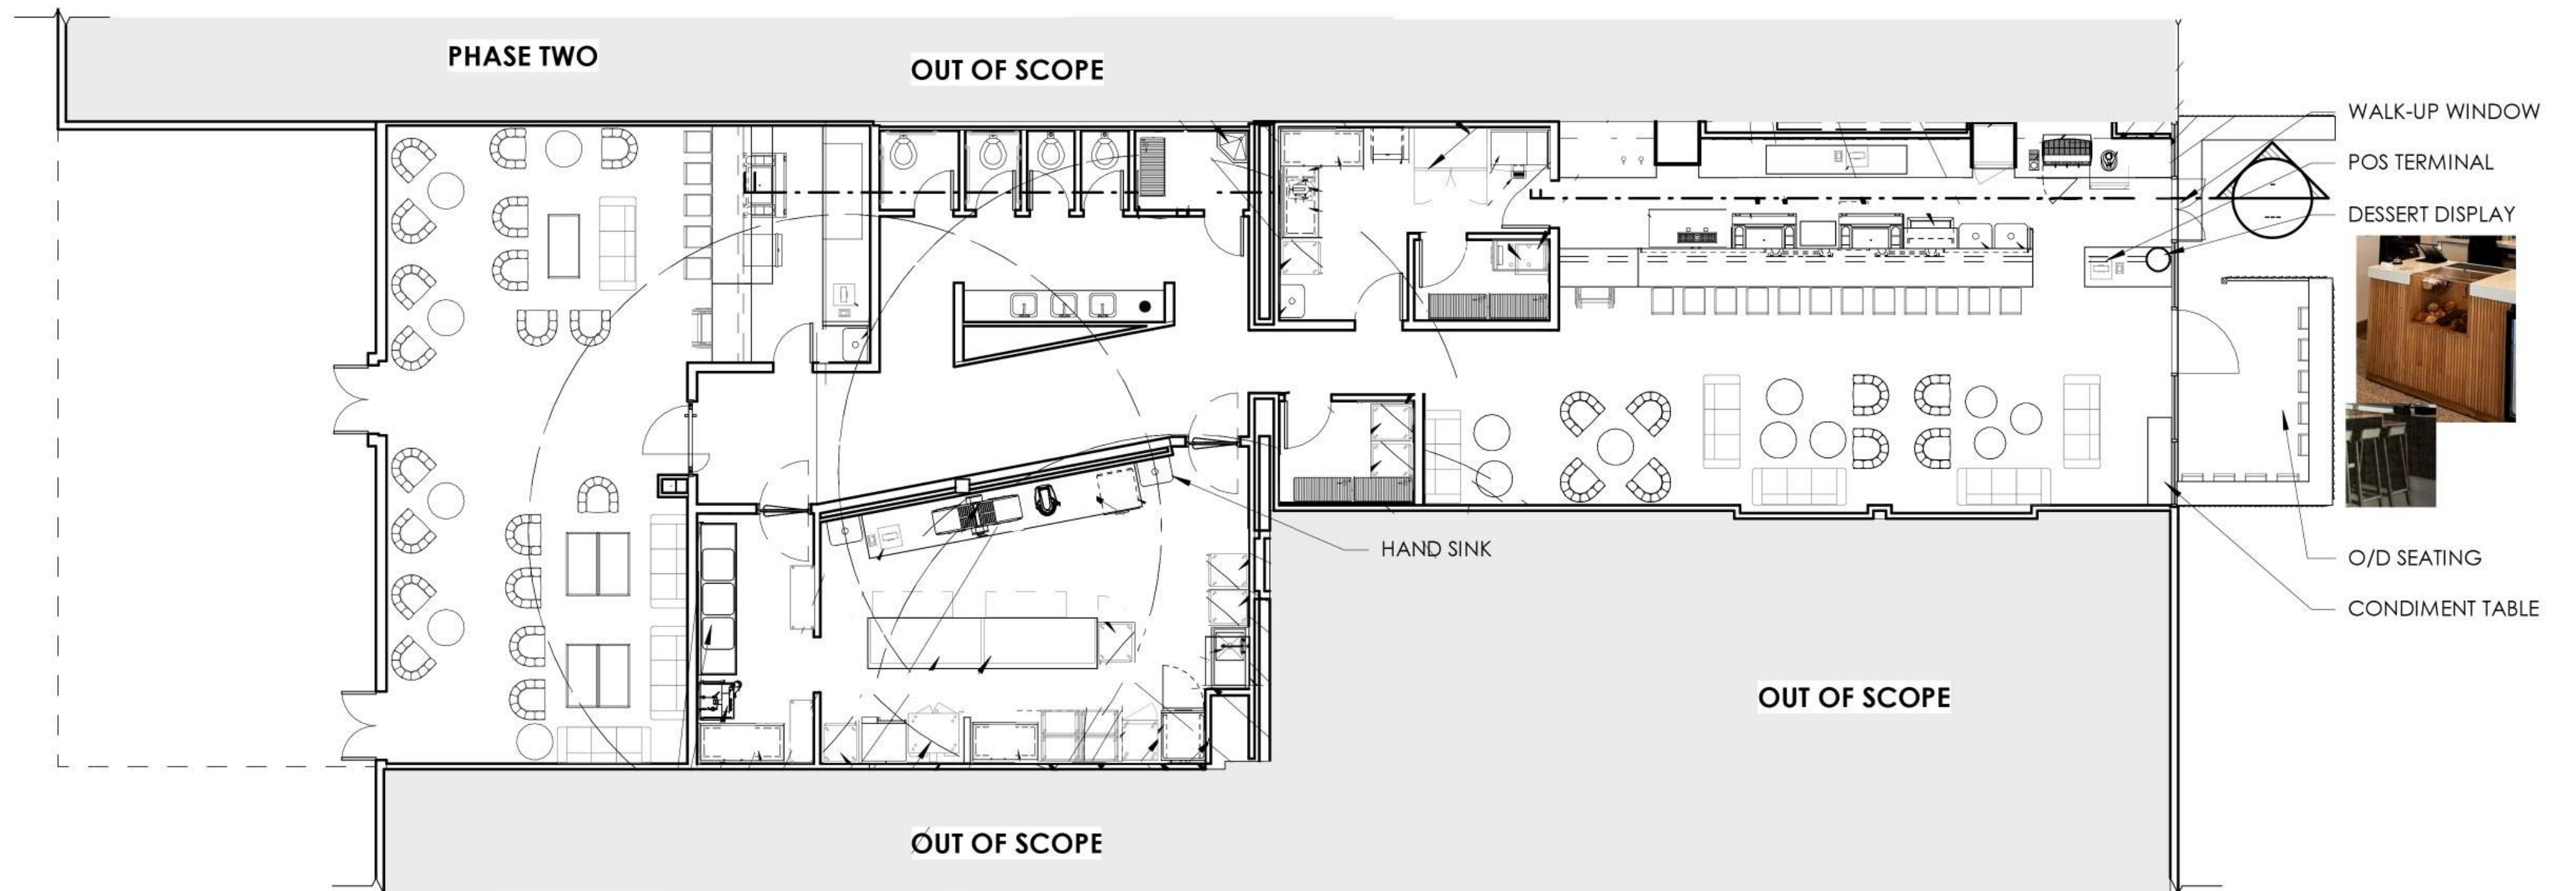 PHASE TWO
OUT OF SCOPE
WALK-UP WINDOW
POS TERMINAL
DESSERT DISPLAY
HAND SINK
O/D SEATING
CONDIMENT TABLE
OUT OF SCOPE
OUT OF SCOPE